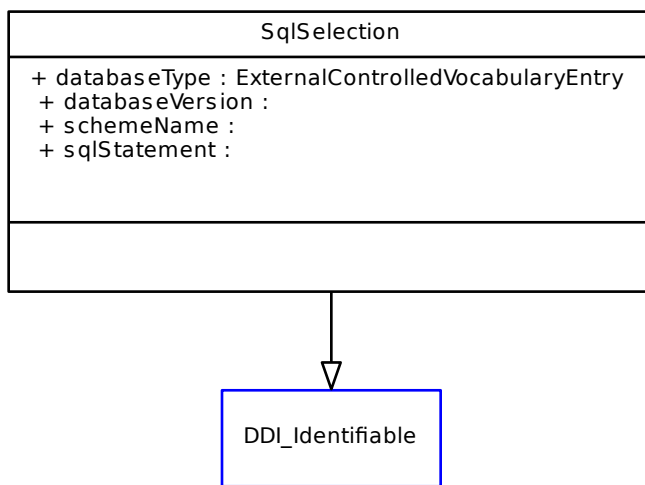 SqlSelection
+ databaseType : ExternalControlledVocabularyEntry
+ databaseVersion :
+ schemeName :
+ sqlStatement :
DDI_Identifiable